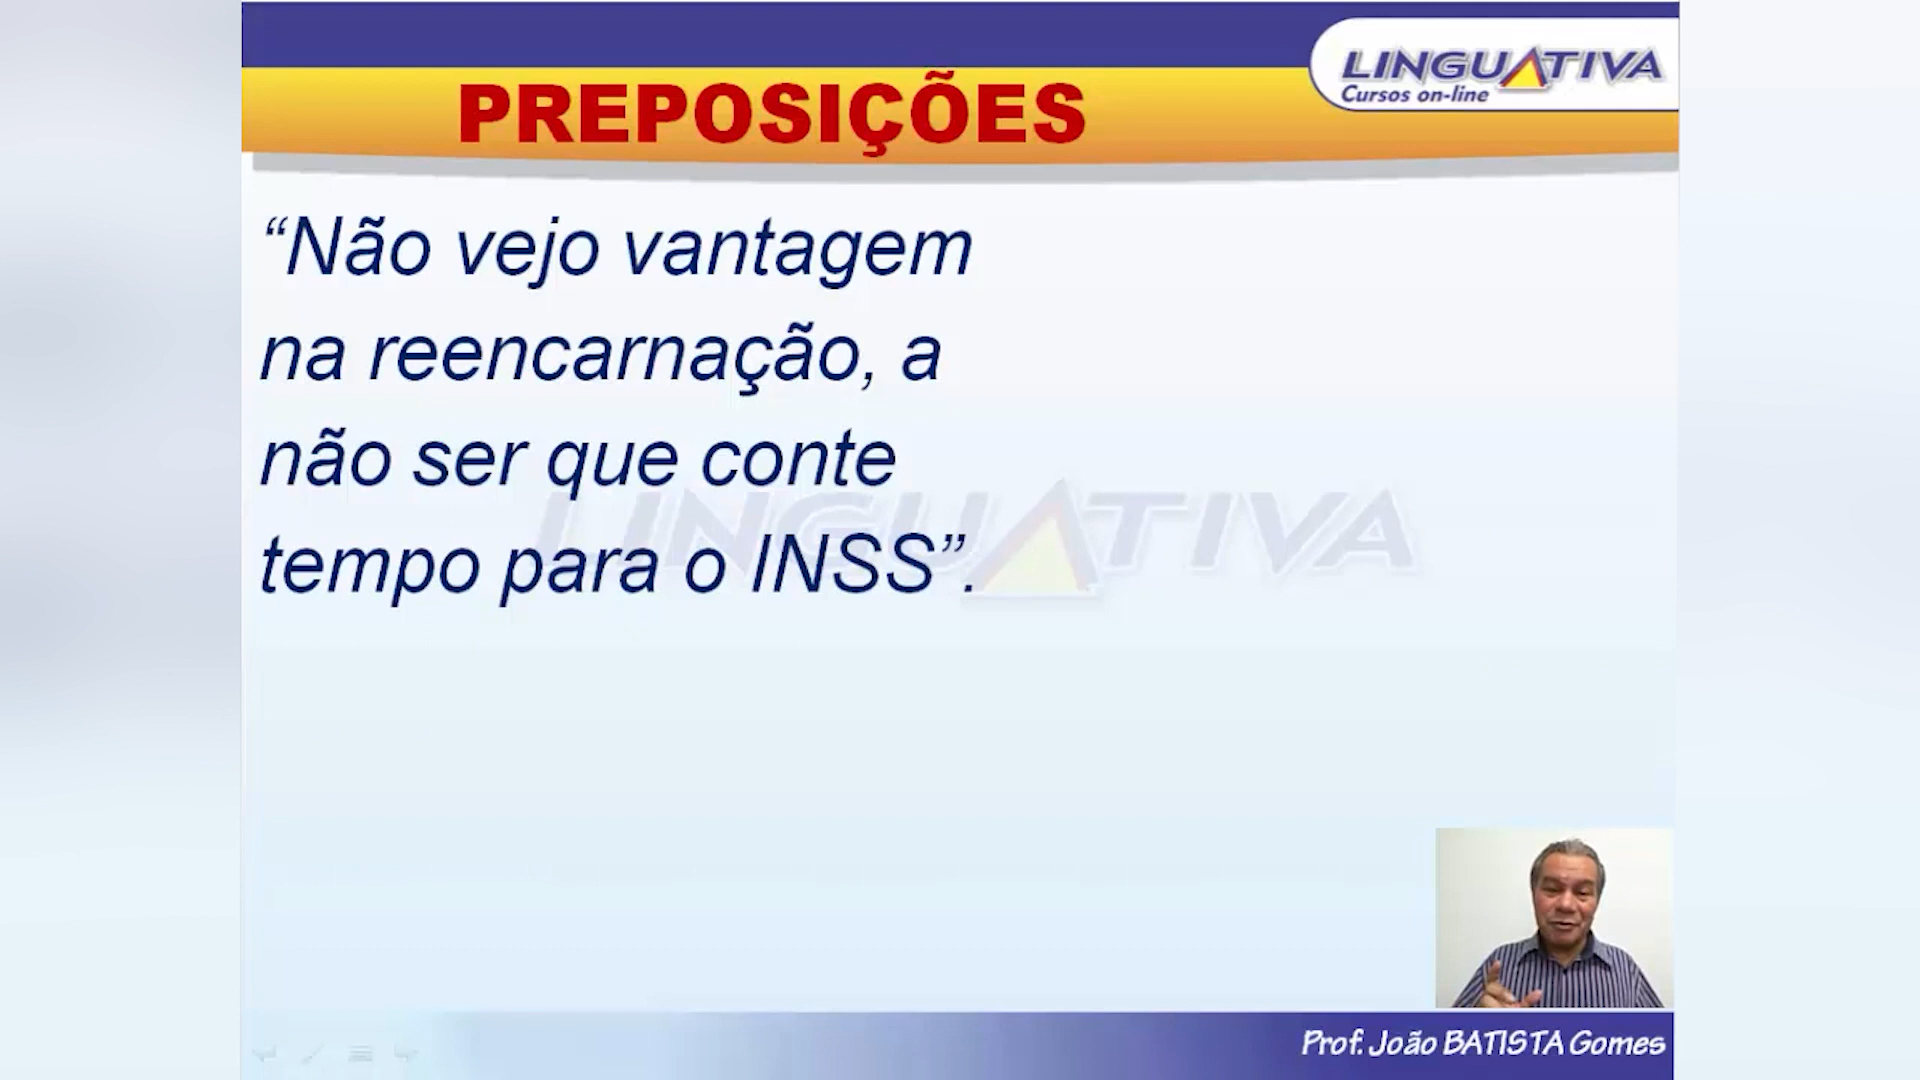 LINGUATIVA
Cursos on-line
PREPOSIÇÕES
“Não vejo vantagem
na reencarnação, a
não ser que conte
tempo para o INSS”.
LINGUATIVA
Prof. João BATISTA Gomes